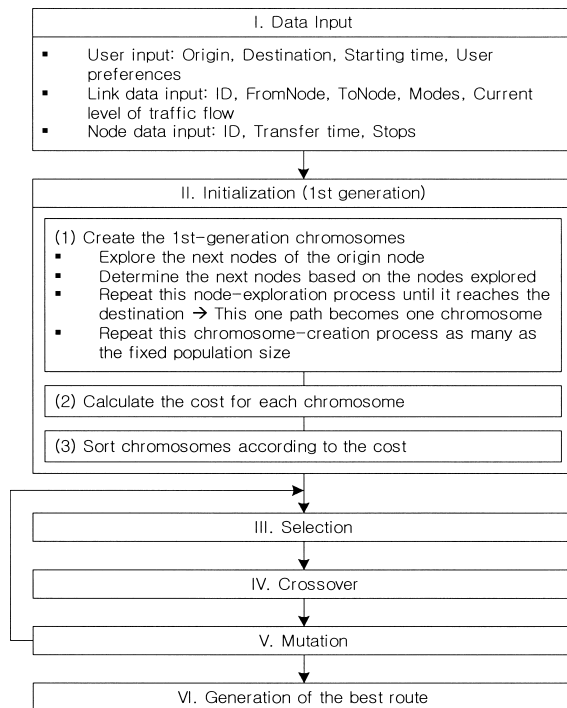 I. Data Input
▪ User input: Origin, Destination, Starting time, User
preferences
▪ Link data input: ID, FromNode, ToNode, Modes, Current
level of traffic flow
▪ Node data input: ID, Transfer time, Stops
II. Initialization (1st generation)
(1) Create the 1st-generation chromosomes
▪ Explore the next nodes of the origin node
▪ Determine the next nodes based on the nodes explored
▪ Repeat this node-exploration process until it reaches the
destination → This one path becomes one chromosome
▪ Repeat this chromosome-creation process as many as
the fixed population size
(2) Calculate the cost for each chromosome
(3) Sort chromosomes according to the cost
III. Selection
IV. Crossover
V. Mutation
VI. Generation of the best route